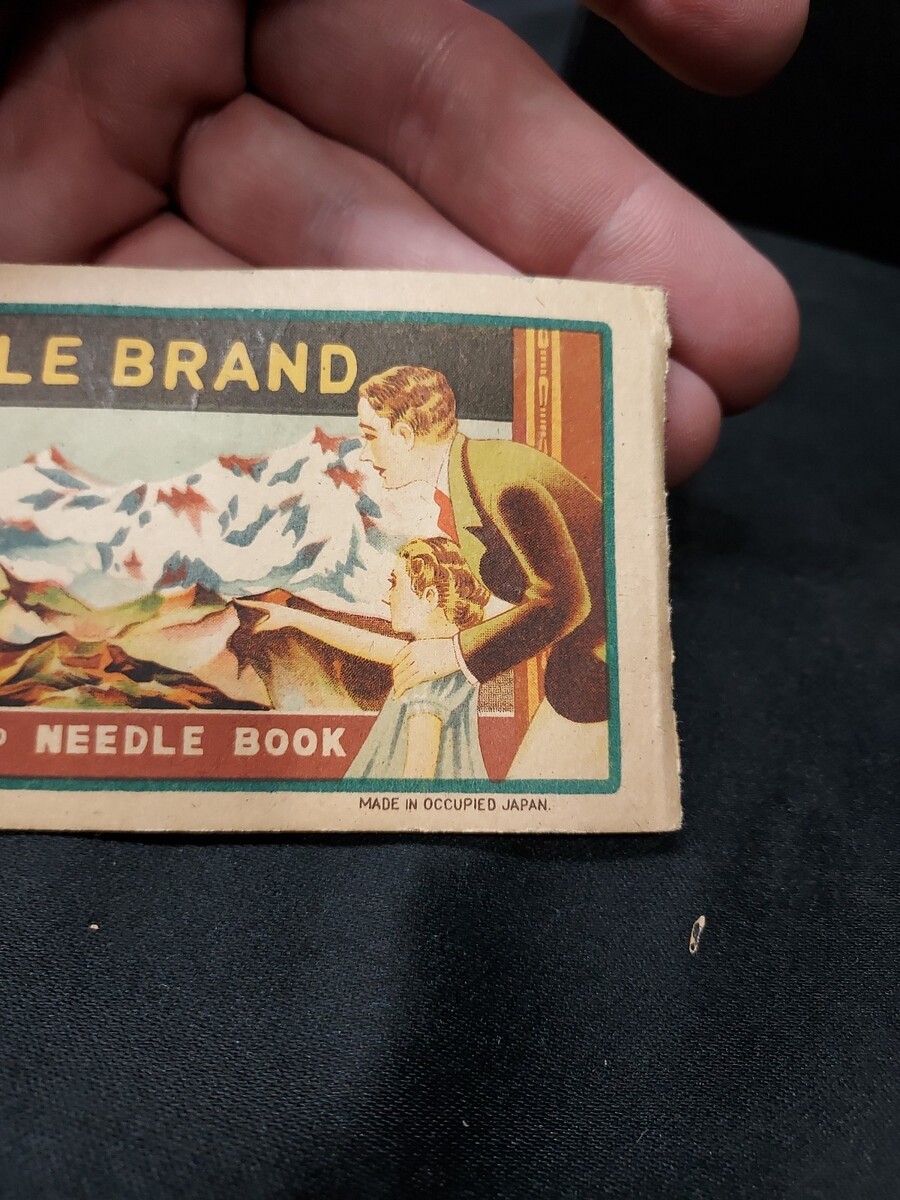 LE BRAND
NEEDLE BOOK
MADE IN OCCUPIED JAPAN.